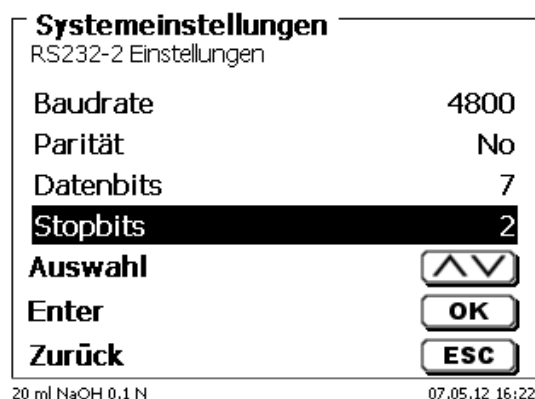 Systemeinstellungen
RS232-2 Einstellungen
Baudrate 4800
Parität No
Datenbits 7
Stopbits 2
Auswahl
Enter OK
Zurück ESC
20 ml NaOH 0.1 N 07.05.12 16:22